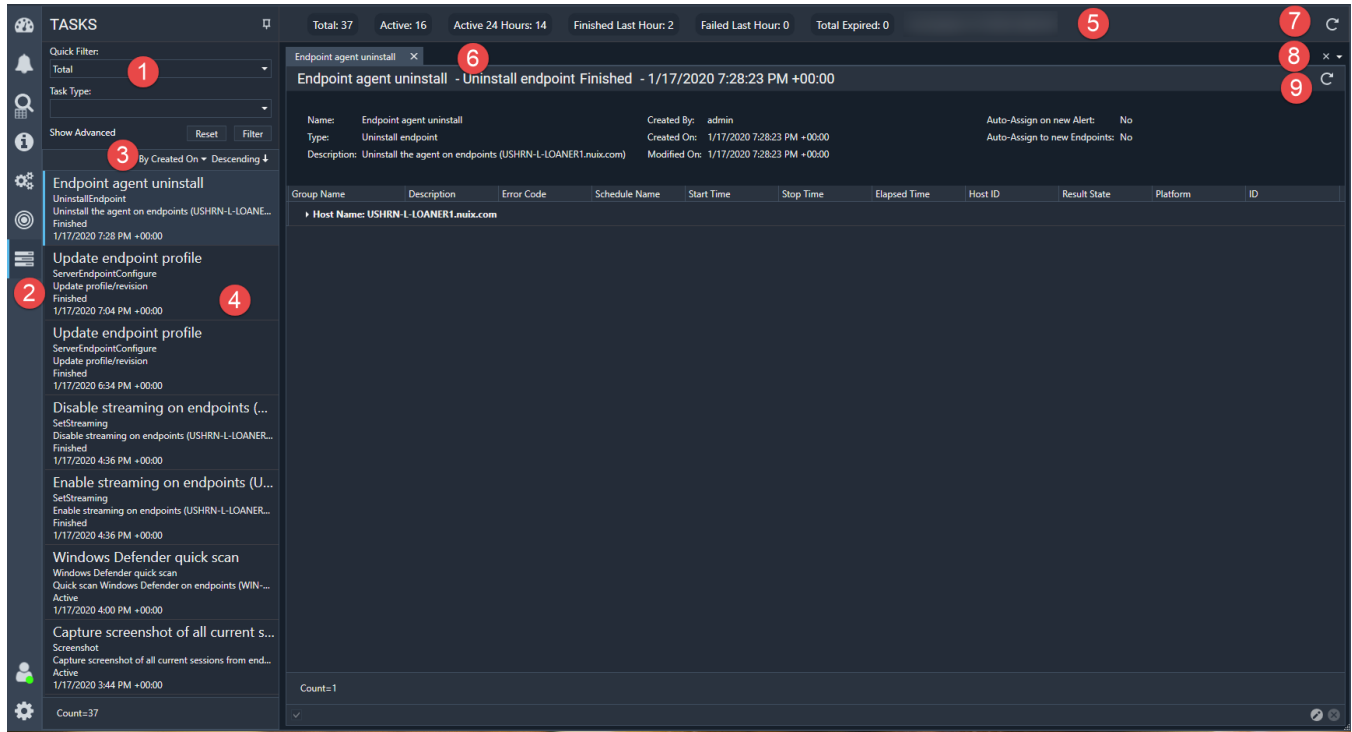 TASKS
Quick Filter:
Total
1
Task Type:
Show Advanced
Reset
Filter
3
By Created On
Descending
Endpoint agent uninstall
UninstallEndpoint
Uninstall the agent on endpoints (USHRN-L-LOANE...
Finished
1/17/2020 7:28 PM +00:00
Update endpoint profile
ServerEndpointConfigure
Update profile/revision
Finished
1/17/2020 7:04 PM +00:00
2
4
Update endpoint profile
ServerEndpointConfigure
Update profile/revision
Finished
1/17/2020 6:34 PM +00:00
Disable streaming on endpoints (...
SetStreaming
Disable streaming on endpoints (USHRN-L-LOANER...
Finished
1/17/2020 4:36 PM +00:00
Enable streaming on endpoints (U...
SetStreaming
Enable streaming on endpoints (USHRN-L-LOANER...
Finished
1/17/2020 4:36 PM +00:00
Windows Defender quick scan
Windows Defender quick scan
Quick scan Windows Defender on endpoints (WIN-...
Active
1/17/2020 4:00 PM +00:00
Capture screenshot of all current s...
Screenshot
Capture screenshot of all current sessions from end...
Active
1/17/2020 3:44 PM +00:00
Count=37
Total: 37 Active: 16 Active 24 Hours: 14 Finished Last Hour: 2 Failed Last Hour: 0 Total Expired: 0
5
7
Endpoint agent uninstall
6
8
Endpoint agent uninstall - Uninstall endpoint Finished - 1/17/2020 7:28:23 PM +00:00
9
Name: Endpoint agent uninstall Created By: admin Auto-Assign on new Alert: No
Type: Uninstall endpoint Created On: 1/17/2020 7:28:23 PM +00:00 Auto-Assign to new Endpoints: No
Description: Uninstall the agent on endpoints (USHRN-L-LOANER1.nuix.com) Modified On: 1/17/2020 7:28:23 PM +00:00
Group Name Description Error Code Schedule Name Start Time Stop Time Elapsed Time Host ID Result State Platform ID
Host Name: USHRN-L-LOANER1.nuix.com
Count=1